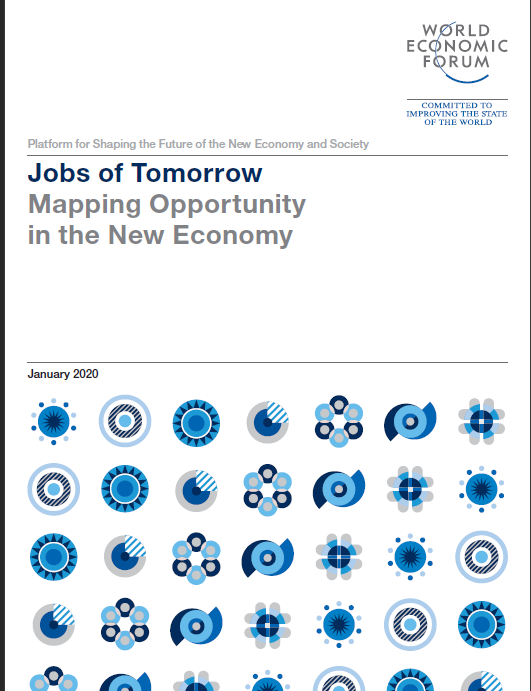 WORLD
ECONOMIC
FORUM
COMMITTED TO
IMPROVING THE STATE
OF THE WORLD
Platform for Shaping the Future of the New Economy and Society
Jobs of Tomorrow
Mapping Opportunity
in the New Economy
January 2020